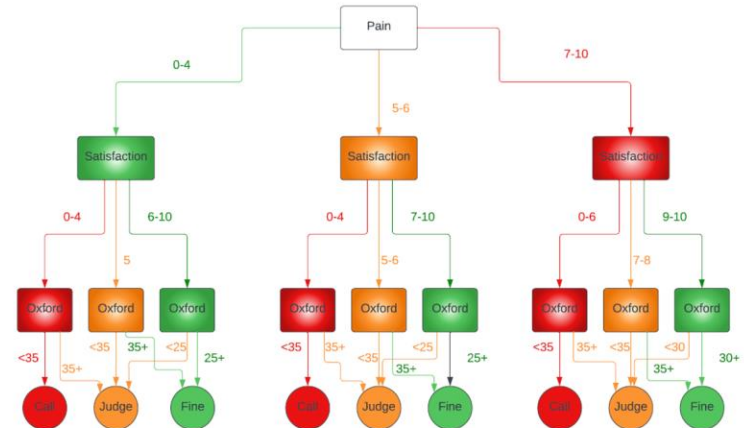 Pain
0-4
7-10
5-6
Satisfaction
Satisfaction
Satisfaction
0-4
6-10
0-4
7-10
0-6
9-10
5
5-6
7-8
Oxford
Oxford
Oxford
Oxford
Oxford
Oxford
Oxford
Oxford
Oxford
<35
35+
<35
35+
<25
25+
<35
35+
<35
35+
<25
25+
<35
35+
<35
35+
<30
30+
Call
Judge
Fine
Call
Judge
Fine
Call
Judge
Fine